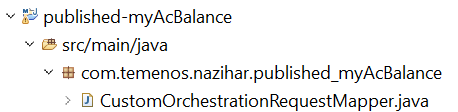 published-myAcBalance
src/main/java
com.temenos.nazihar.published_myAcBalance
CustomOrchestrationRequestMapper.java